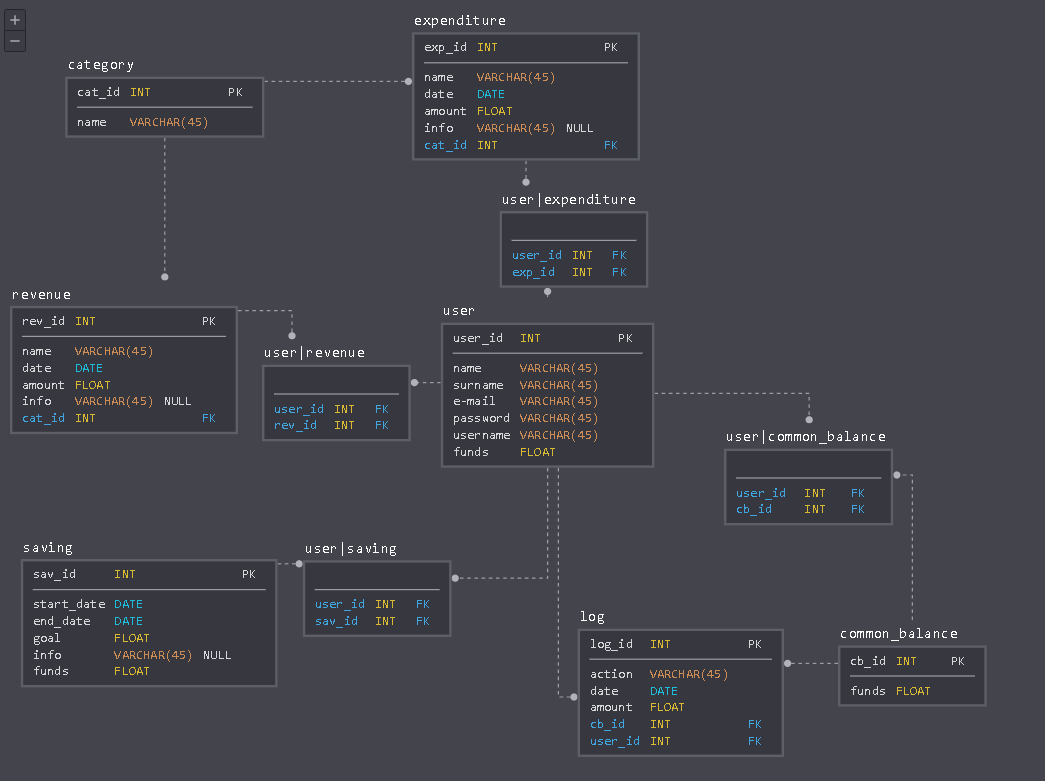 expenditure
exp_id INT PK
name VARCHAR(45)
date DATE
amount FLOAT
info VARCHAR(45) NULL
cat_id INT FK
category
cat_id INT PK
name VARCHAR(45)
user|expenditure
user_id INT FK
exp_id INT FK
revenue
rev_id INT PK
name VARCHAR(45)
date DATE
amount FLOAT
info VARCHAR(45) NULL
cat_id INT FK
user|revenue
user_id INT FK
rev_id INT FK
user
user_id INT PK
name VARCHAR(45)
surname VARCHAR(45)
e-mail VARCHAR(45)
password VARCHAR(45)
username VARCHAR(45)
funds FLOAT
user|common_balance
user_id INT FK
cb_id INT FK
saving
sav_id INT PK
start_date DATE
end_date DATE
goal FLOAT
info VARCHAR(45) NULL
funds FLOAT
user|saving
user_id INT FK
sav_id INT FK
log
log_id INT PK
action VARCHAR(45)
date DATE
amount FLOAT
cb_id INT FK
user_id INT FK
common_balance
cb_id INT PK
funds FLOAT